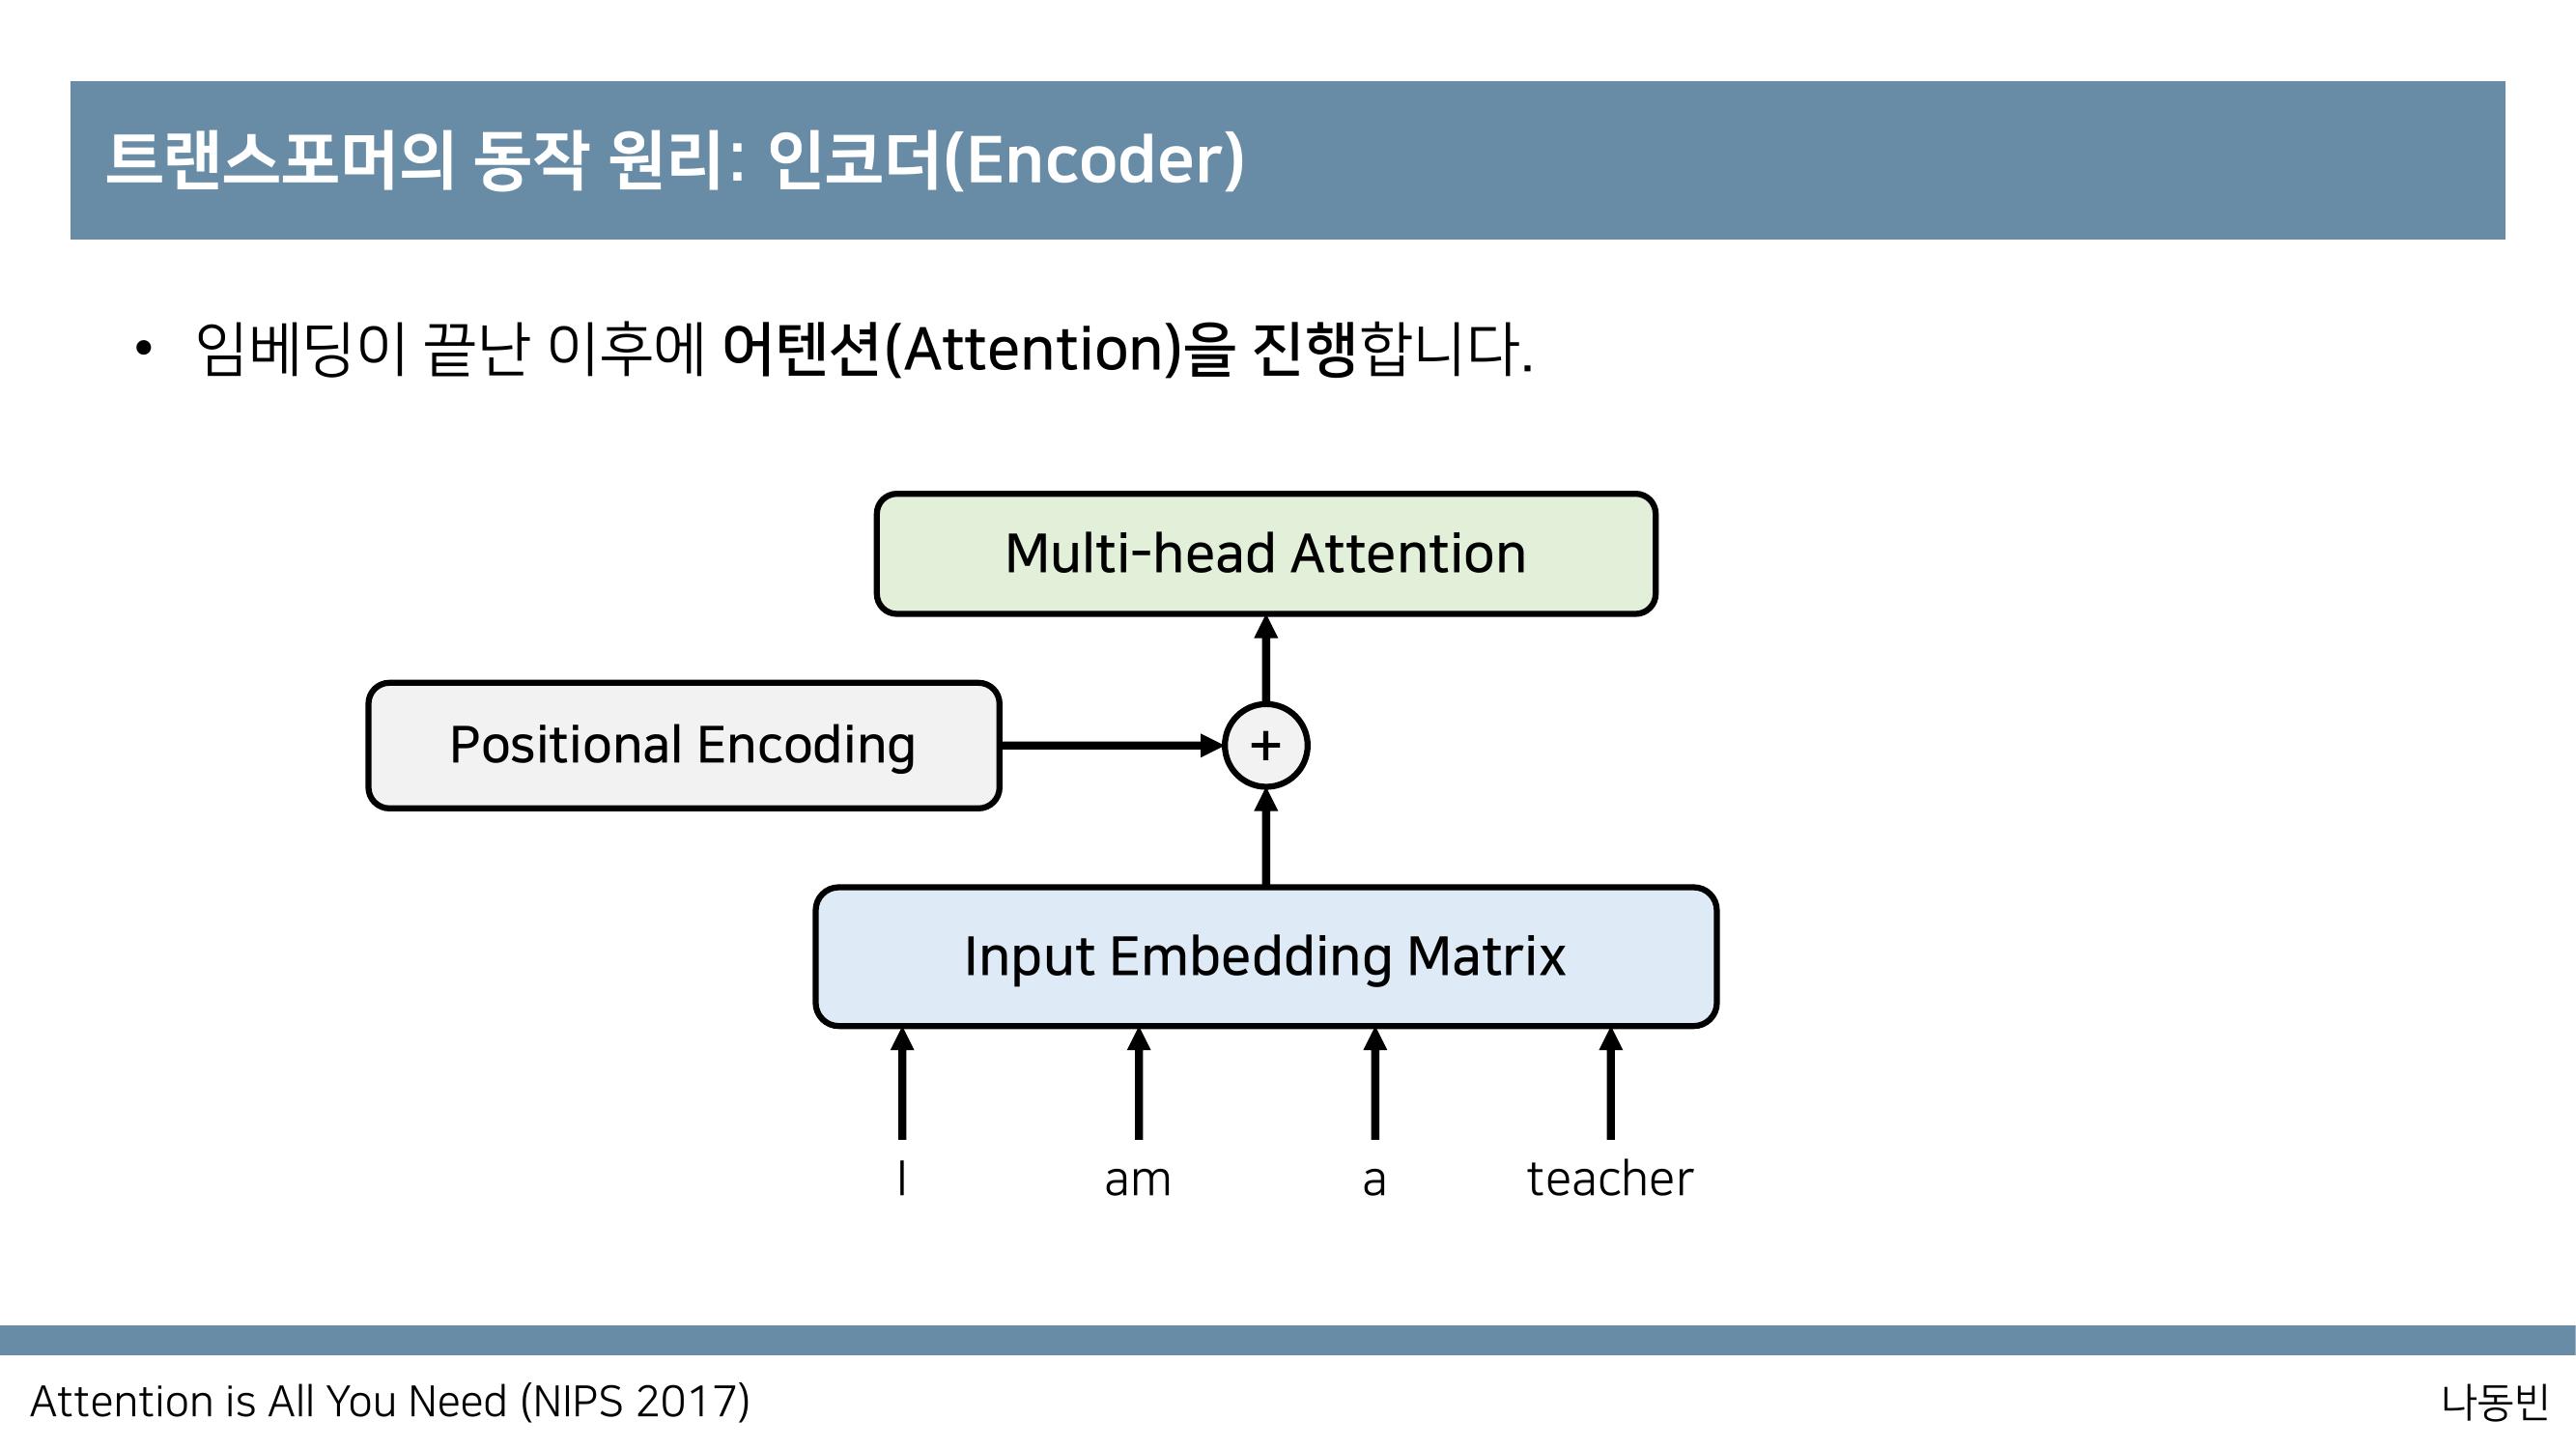 트랜스포머의 동작 원리: 인코더(Encoder)
• 임베딩이 끝난 이후에 어텐션(Attention)을 진행합니다.
Multi-head Attention
Positional Encoding
+
Input Embedding Matrix
I am a teacher
Attention is All You Need (NIPS 2017)
나동빈